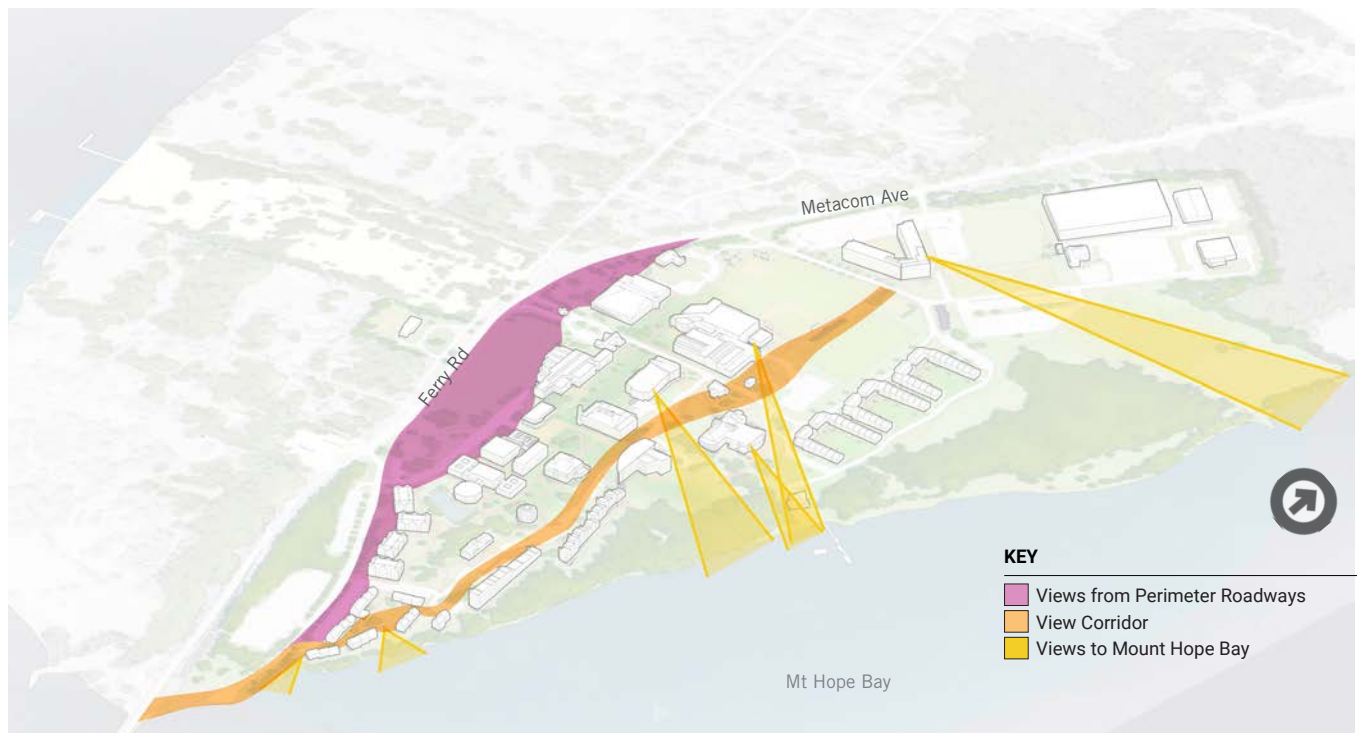 Metacom Ave
Ferry Rd
KEY
Views from Perimeter Roadways
View Corridor
Views to Mount Hope Bay
Mt Hope Bay